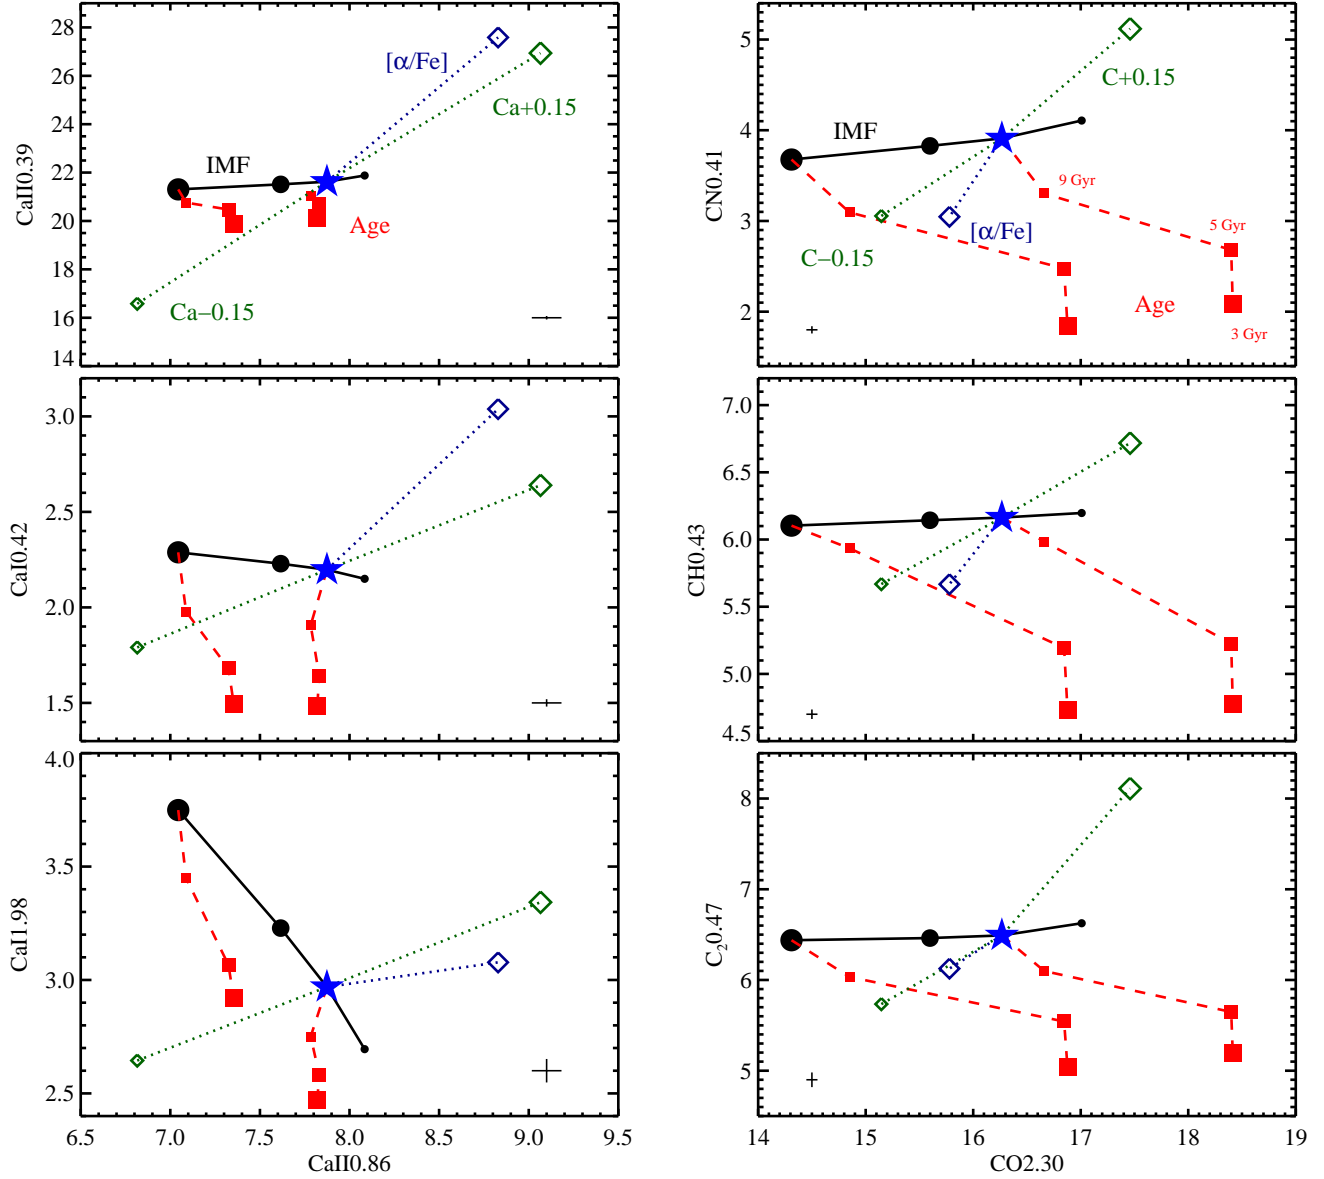 28
26
24
22
20
18
16
14
CaII0.39
IMF
[α/Fe]
Ca+0.15
Age
Ca−0.15
5
4
3
2
CN0.41
IMF
C+0.15
9 Gyr
[α/Fe]
5 Gyr
C−0.15
Age
3 Gyr
3.0
2.5
2.0
1.5
CaI0.42
7.0
6.5
6.0
5.5
5.0
4.5
CH0.43
4.0
3.5
3.0
2.5
CaI1.98
6.5 7.0 7.5 8.0 8.5 9.0 9.5
CaII0.86
8
7
6
5
C₂0.47
14 15 16 17 18 19
CO2.30